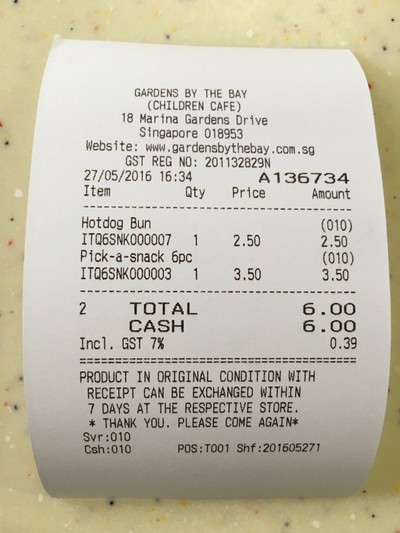 GARDENS BY THE BAY
(CHILDREN CAFE)
18 Marina Gardens Drive
Singapore 018953
Website: www.gardensbythebay.com.sg
GST REG NO: 201132829N
27/05/2016 16:34 A136734
Item Qty Price Amount
Hotdog Bun (010)
ITQ6SNK000007 1 2.50 2.50
Pick-a-snack 6pc (010)
ITQ6SNK000003 1 3.50 3.50
2 TOTAL 6.00
CASH 6.00
Incl. GST 7% 0.39
PRODUCT IN ORIGINAL CONDITION WITH
RECEIPT CAN BE EXCHANGED WITHIN
7 DAYS AT THE RESPECTIVE STORE.
* THANK YOU. PLEASE COME AGAIN*
Svr:010
Csh:010 POS:T001 Shf:201605271